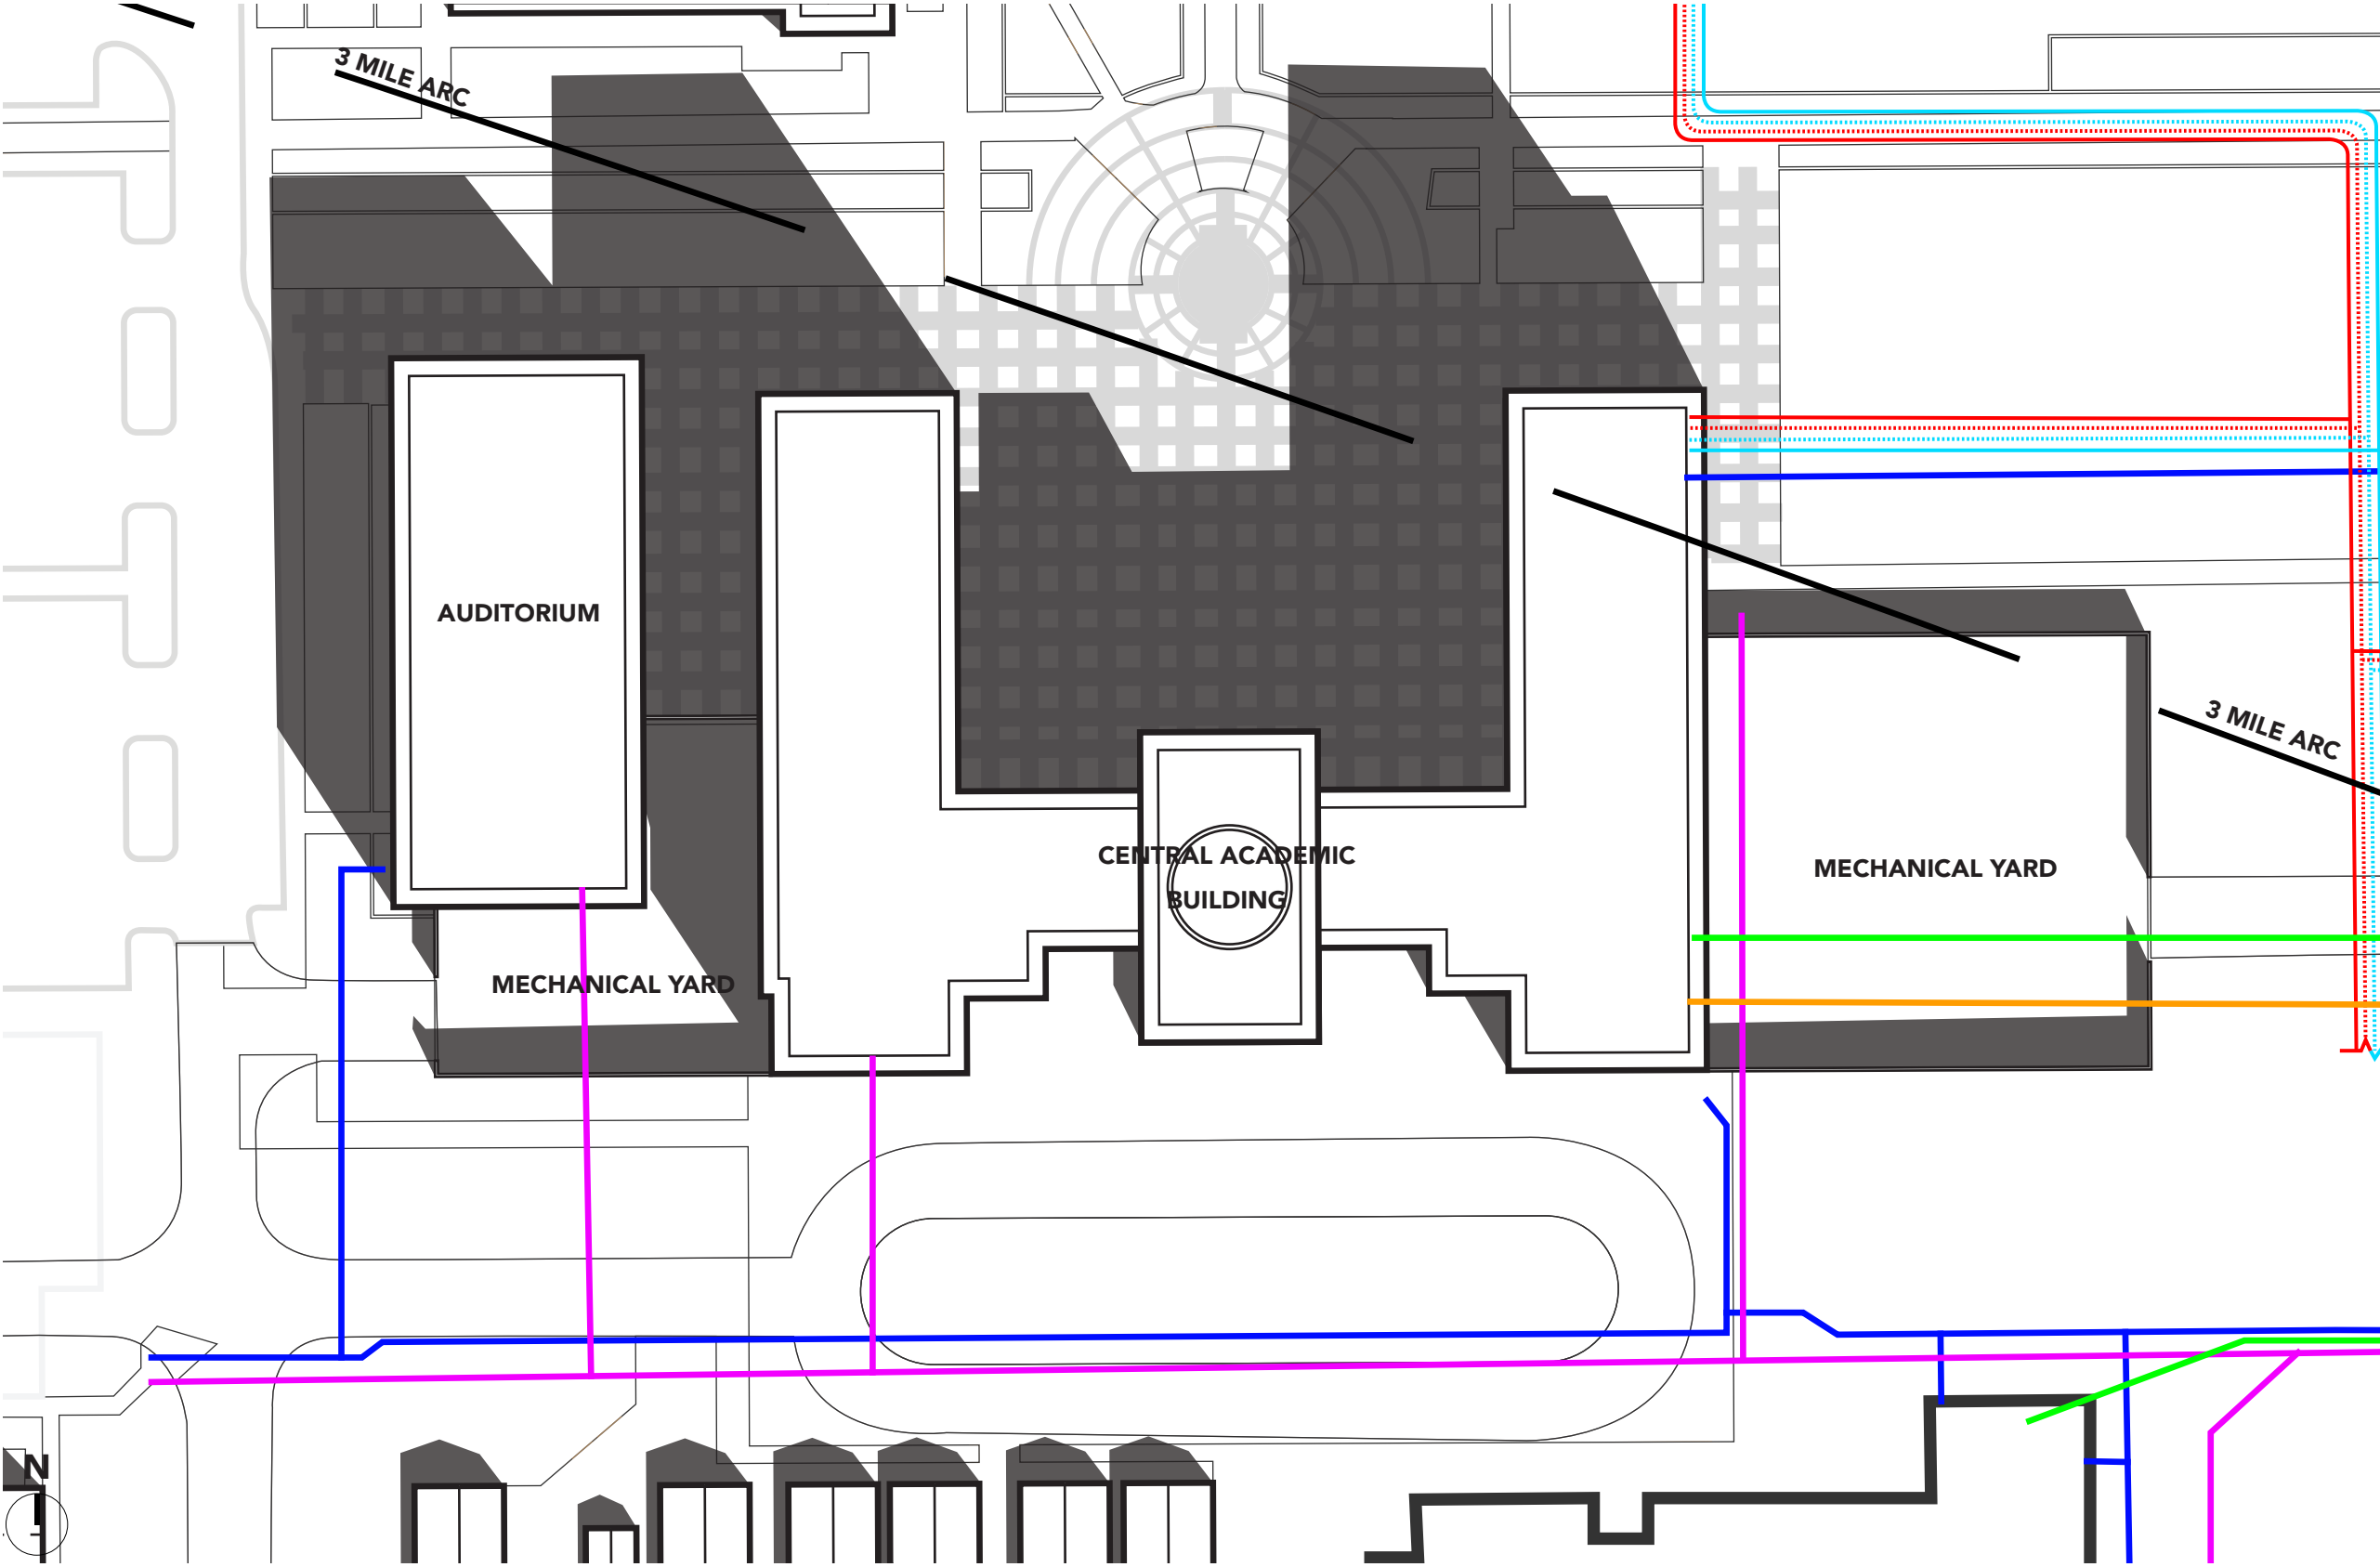 3 MILE ARC
AUDITORIUM
3 MILE ARC
CENTRAL ACADEMIC
BUILDING
MECHANICAL YARD
MECHANICAL YARD
N